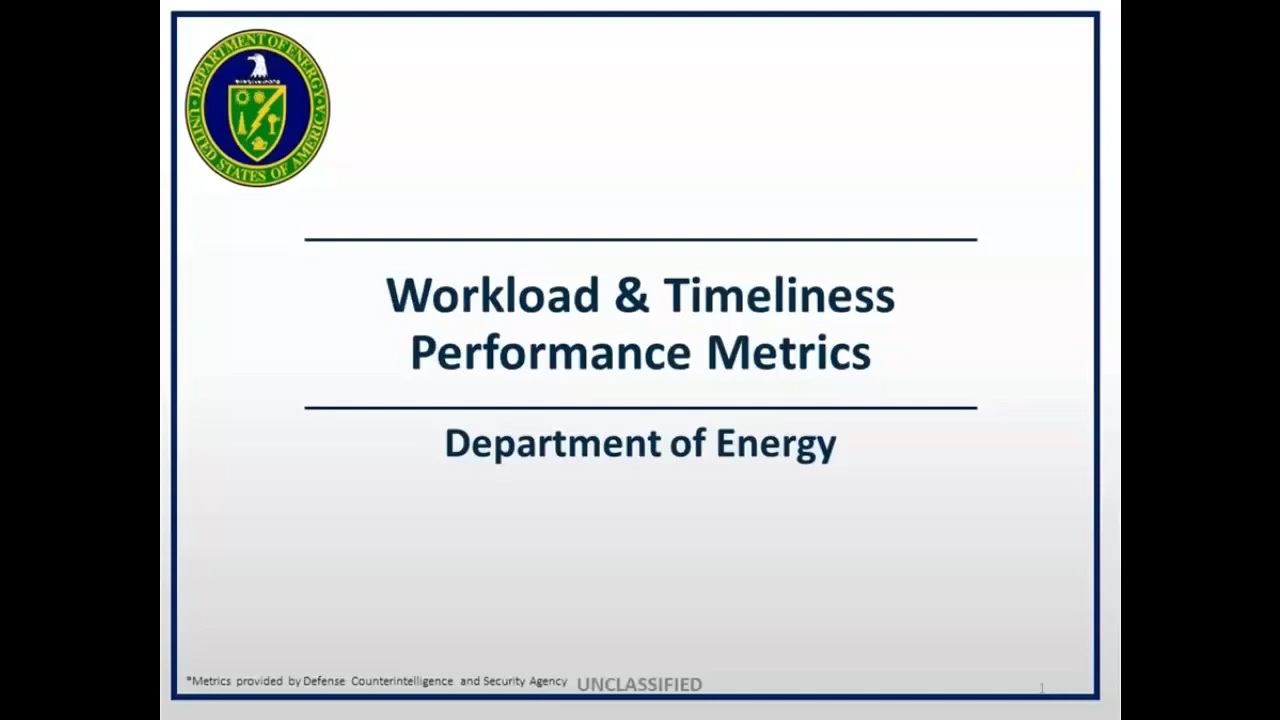 DEPARTMENT OF ENERGY
UNITED STATES OF AMERICA
Workload & Timeliness
Performance Metrics
Department of Energy
*Metrics provided by Defense Counterintelligence and Security Agency
UNCLASSIFIED
1